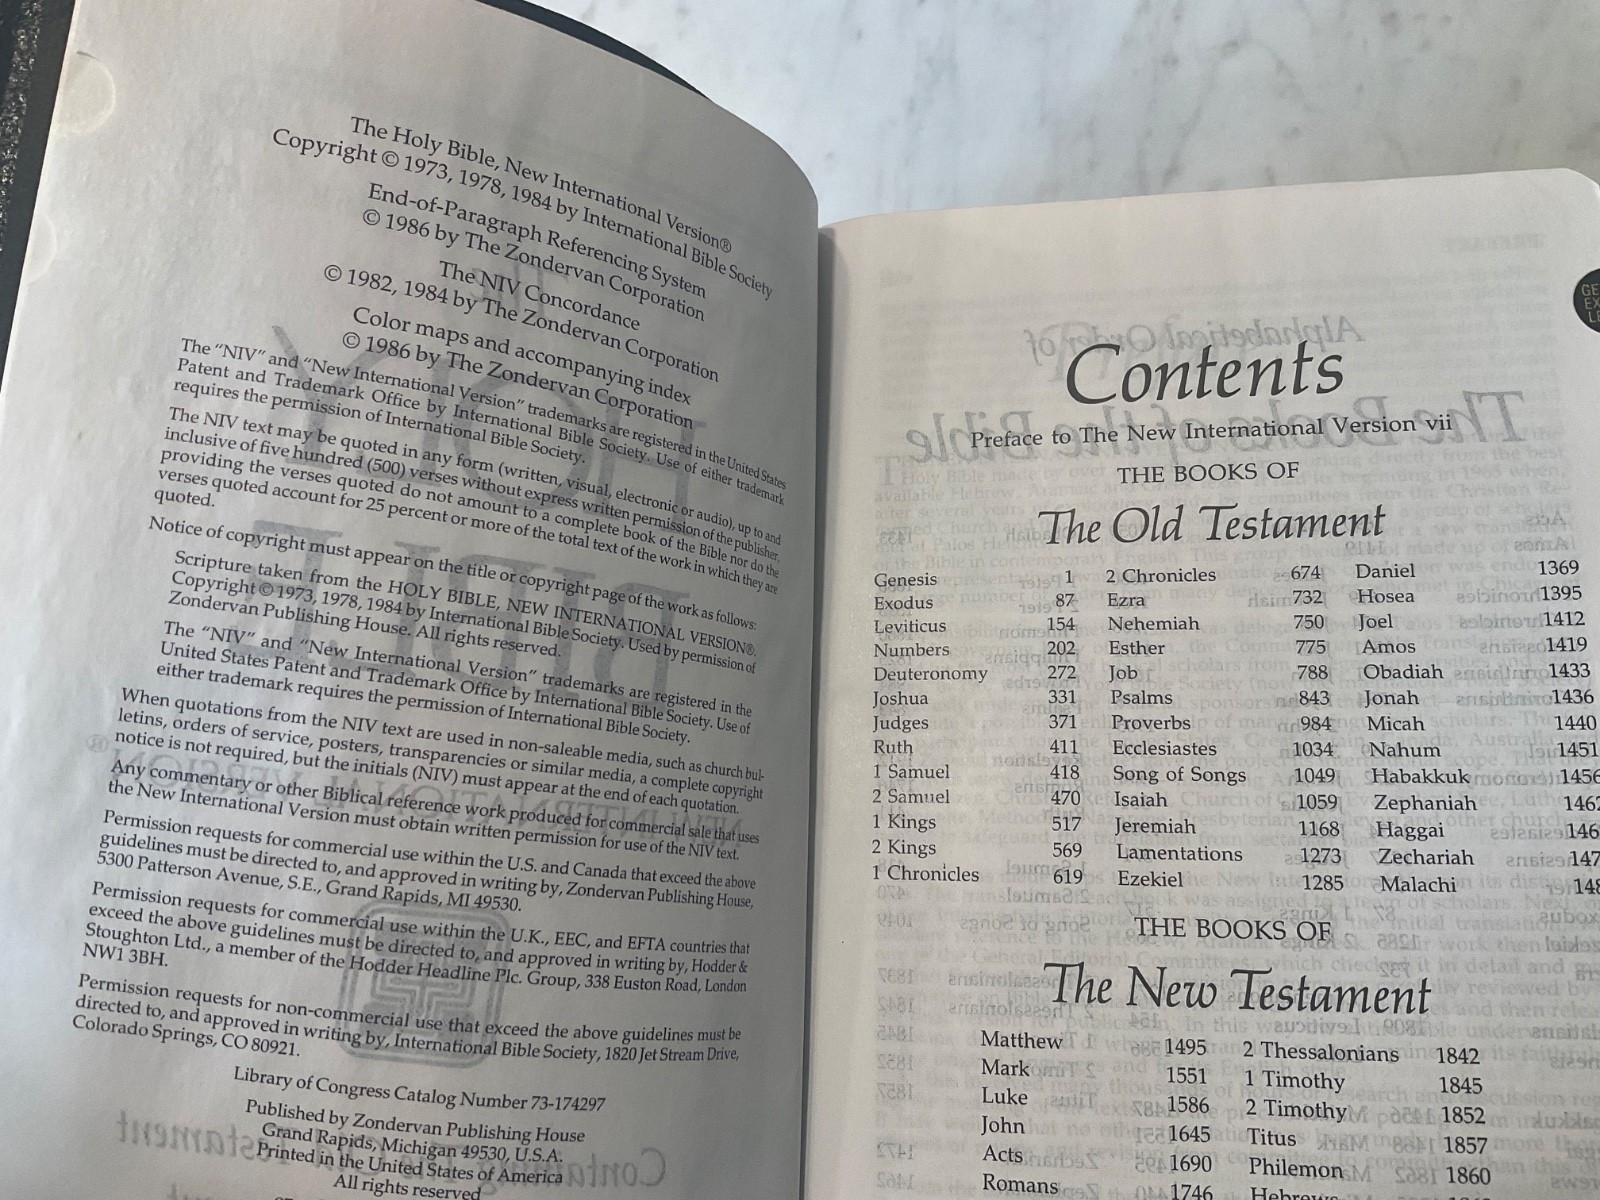 The Holy Bible, New International Version®
Copyright © 1973, 1978, 1984 by International Bible Society
End-of-Paragraph Referencing System
© 1986 by The Zondervan Corporation
The NIV Concordance
© 1982, 1984 by The Zondervan Corporation
Color maps and accompanying index
© 1986 by The Zondervan Corporation
The "NIV" and "New International Version" trademarks are registered in the United States
Patent and Trademark Office by International Bible Society. Use of either trademark
requires the permission of International Bible Society.
The NIV text may be quoted in any form (written, visual, electronic or audio), up to and
inclusive of five hundred (500) verses without express written permission of the publisher,
providing the verses quoted do not amount to a complete book of the Bible nor do the
verses quoted account for 25 percent or more of the total text of the work in which they are
quoted.
Notice of copyright must appear on the title or copyright page of the work as follows:
Scripture taken from the HOLY BIBLE, NEW INTERNATIONAL VERSION®.
Copyright © 1973, 1978, 1984 by International Bible Society. Used by permission of
Zondervan Publishing House. All rights reserved.
The "NIV" and "New International Version" trademarks are registered in the
United States Patent and Trademark Office by International Bible Society. Use of
either trademark requires the permission of International Bible Society.
When quotations from the NIV text are used in non-saleable media, such as church bul-
letins, orders of service, posters, transparencies or similar media, a complete copyright
notice is not required, but the initials (NIV) must appear at the end of each quotation.
Any commentary or other Biblical reference work produced for commercial sale that uses
the New International Version must obtain written permission for use of the NIV text.
Permission requests for commercial use within the U.S. and Canada that exceed the above
guidelines must be directed to, and approved in writing by, Zondervan Publishing House,
5300 Patterson Avenue, S.E., Grand Rapids, MI 49530.
Permission requests for commercial use within the U.K., EEC, and EFTA countries that
exceed the above guidelines must be directed to, and approved in writing by, Hodder &
Stoughton Ltd., a member of the Hodder Headline Plc. Group, 338 Euston Road, London
NW1 3BH.
Permission requests for non-commercial use that exceed the above guidelines must be
directed to, and approved in writing by, International Bible Society, 1820 Jet Stream Drive,
Colorado Springs, CO 80921.
Library of Congress Catalog Number 73-174297
Published by Zondervan Publishing House
Grand Rapids, Michigan 49530, U.S.A.
Printed in the United States of America
All rights reserved
Contents
Preface to The New International Version vii
THE BOOKS OF
The Old Testament
Genesis 1 2 Chronicles 674 Daniel 1369
Exodus 87 Ezra 732 Hosea 1395
Leviticus 154 Nehemiah 750 Joel 1412
Numbers 202 Esther 775 Amos 1419
Deuteronomy 272 Job 788 Obadiah 1433
Joshua 331 Psalms 843 Jonah 1436
Judges 371 Proverbs 984 Micah 1440
Ruth 411 Ecclesiastes 1034 Nahum 1451
1 Samuel 418 Song of Songs 1049 Habakkuk 1456
2 Samuel 470 Isaiah 1059 Zephaniah
1 Kings 517 Jeremiah 1168 Haggai
2 Kings 569 Lamentations 1273 Zechariah
1 Chronicles 619 Ezekiel 1285 Malachi
THE BOOKS OF
The New Testament
Matthew 1495 2 Thessalonians 1842
Mark 1551 1 Timothy 1845
Luke 1586 2 Timothy 1852
John 1645 Titus 1857
Acts 1690 Philemon 1860
Romans 1746 Hebrews